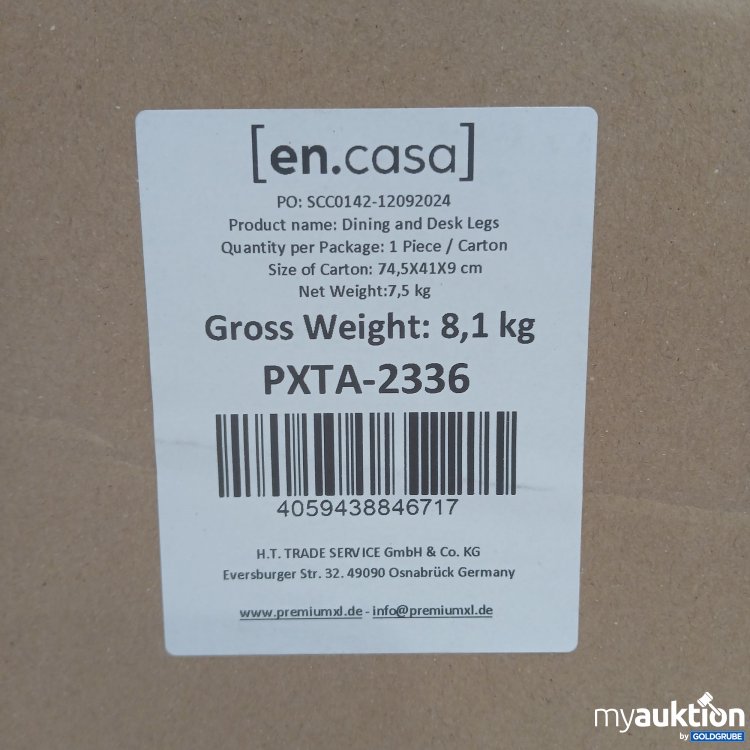 [en.casa]
PO: SCC0142-12092024
Product name: Dining and Desk Legs
Quantity per Package: 1 Piece / Carton
Size of Carton: 74,5X41X9 cm
Net Weight:7,5 kg
Gross Weight: 8,1 kg
PXTA-2336
4059438846717
H.T. TRADE SERVICE GmbH & Co. KG
Eversburger Str. 32. 49090 Osnabrück Germany
www.premiumxl.de - info@premiumxl.de
myauktion
by GOLDGRUBE